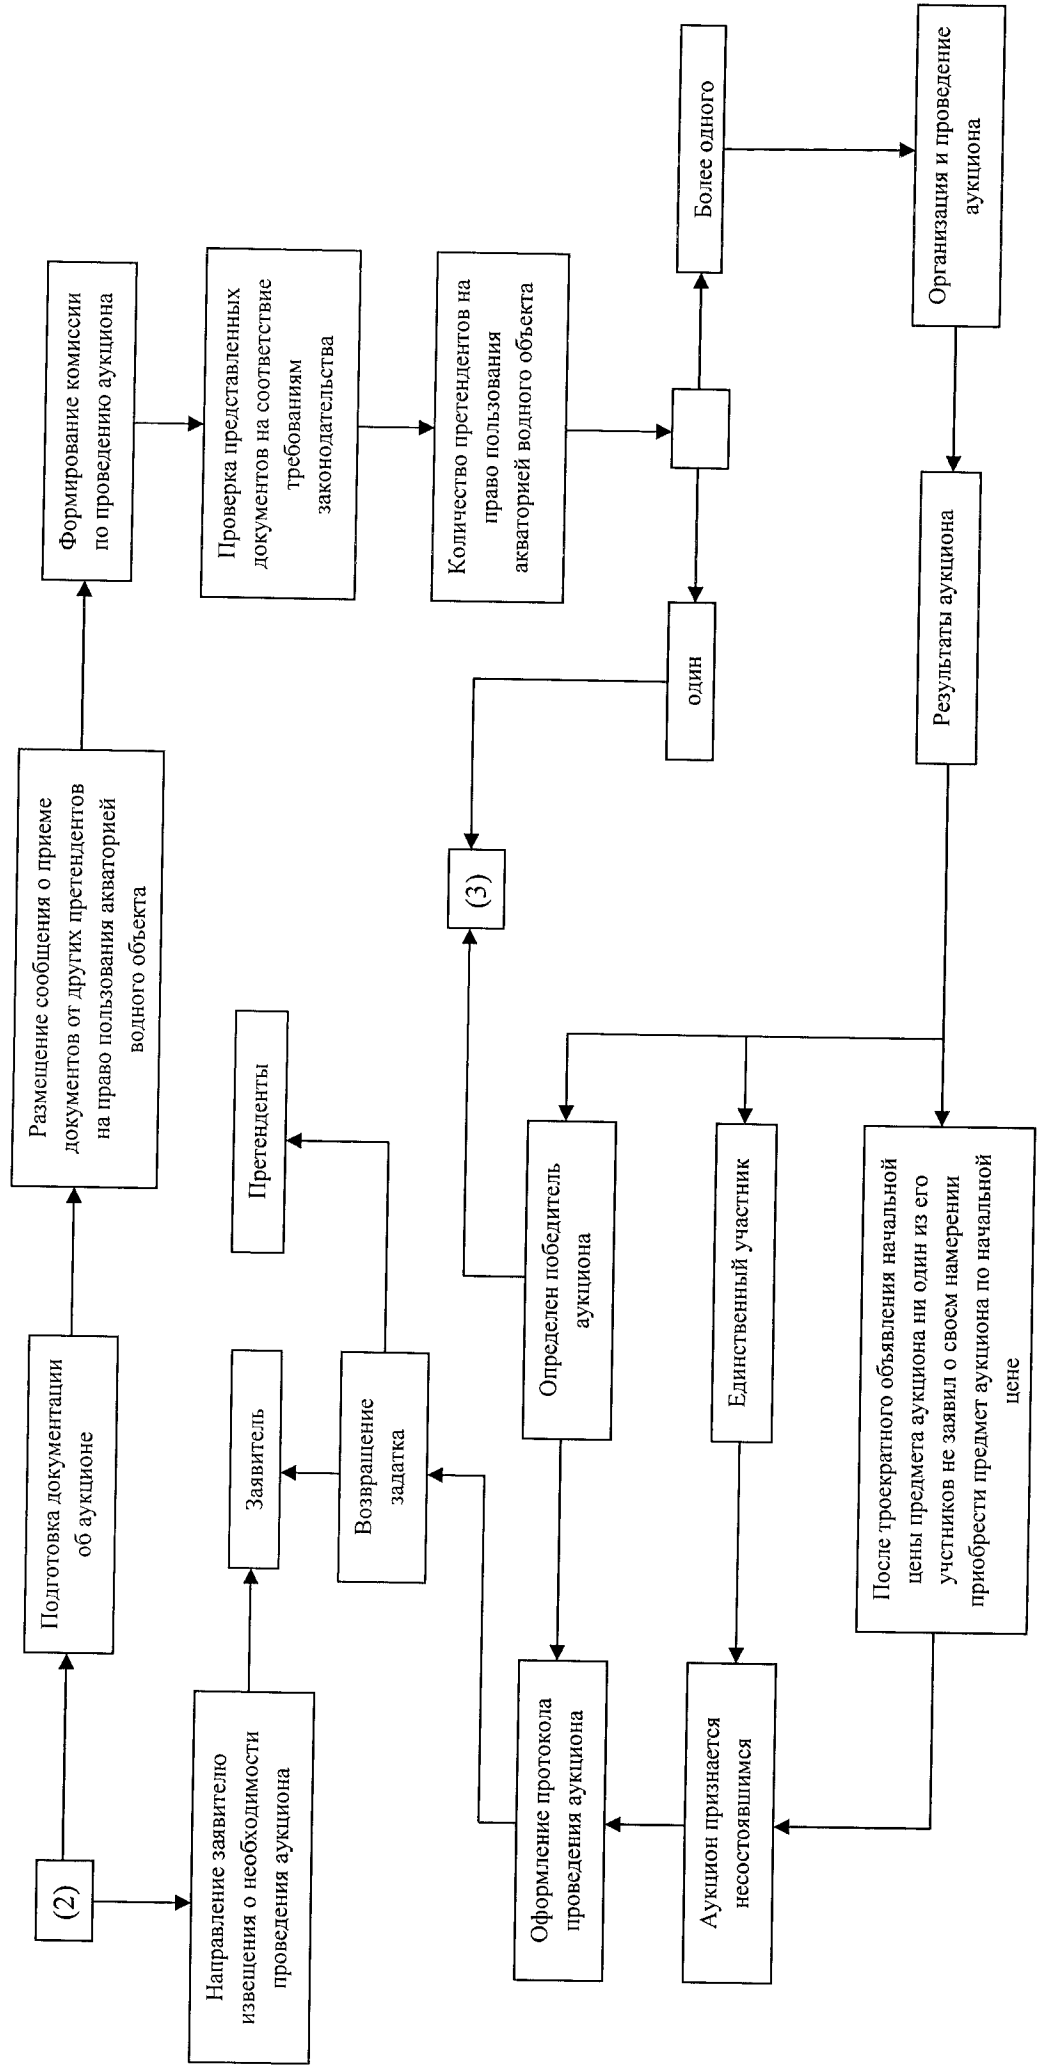 (2)
Подготовка документации
об аукционе
Размещение сообщения о приеме
документов от других претендентов
на право пользования акваторией
водного объекта
Формирование комиссии
по проведению аукциона
Направление заявителю
извещения о необходимости
проведения аукциона
Заявитель
Претенденты
Проверка представленных
документов на соответствие
требованиям
законодательства
Возвращение
задатка
(3)
Количество претендентов на
право пользования
акваторией водного объекта
Оформление протокола
проведения аукциона
Определен победитель
аукциона
один
Более одного
Аукцион признается
несостоявшимся
Единственный участник
После троекратного объявления начальной
цены предмета аукциона ни один из его
учстников не заявил о своем намерении
приобрести предмет аукциона по начальной
цене
Результаты аукциона
Организация и проведение
аукциона